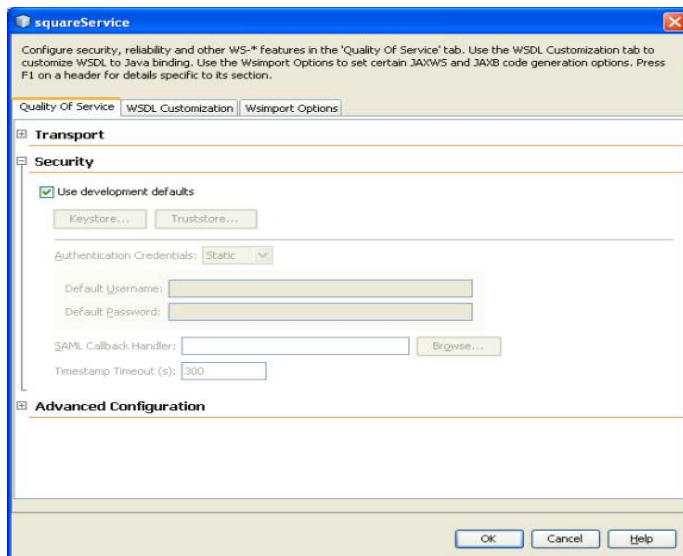 squareService
Configure security, reliability and other WS-* features in the 'Quality Of Service' tab. Use the WSDL Customization tab to
customize WSDL to Java binding. Use the Wsimport Options to set certain JAXWS and JAXB code generation options. Press
F1 on a header for details specific to its section.
Quality Of Service WSDL Customization Wsimport Options
Transport
Security
Use development defaults
Keystore... Truststore...
Authentication Credentials: Static
Default Username:
Default Password:
SAML Callback Handler: Browse...
Timestamp Timeout (s): 300
Advanced Configuration
OK Cancel Help